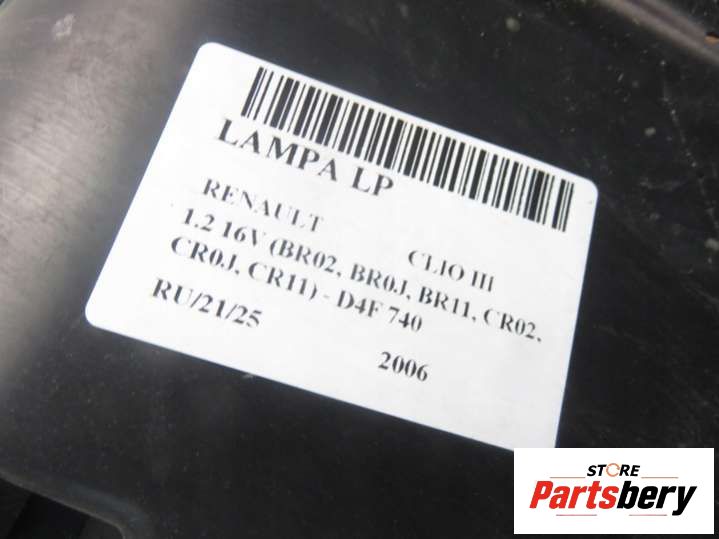 LAMPA LP
RENAULT CLIO III
1.2 16V (BR02, BR0J, BR11, CR02,
CR0J, CR11) - D4F 740
RU/21/25 2006
STORE
Partsbery